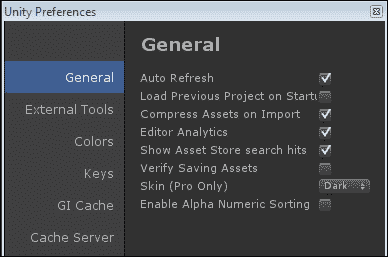 Unity Preferences
General
General
Auto Refresh
External Tools
Load Previous Project on Startu
Compress Assets on Import
Colors
Editor Analytics
Keys
Show Asset Store search hits
Verify Saving Assets
GI Cache
Skin (Pro Only) Dark
Enable Alpha Numeric Sorting
Cache Server